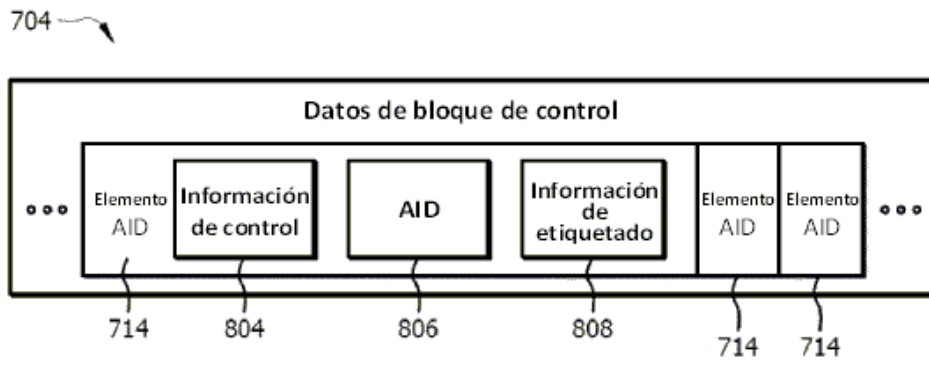 704
Datos de bloque de control
Elemento
AID
Información
de control
AID
Información
de
etiquetado
Elemento
AID
Elemento
AID
714
804
806
808
714
714